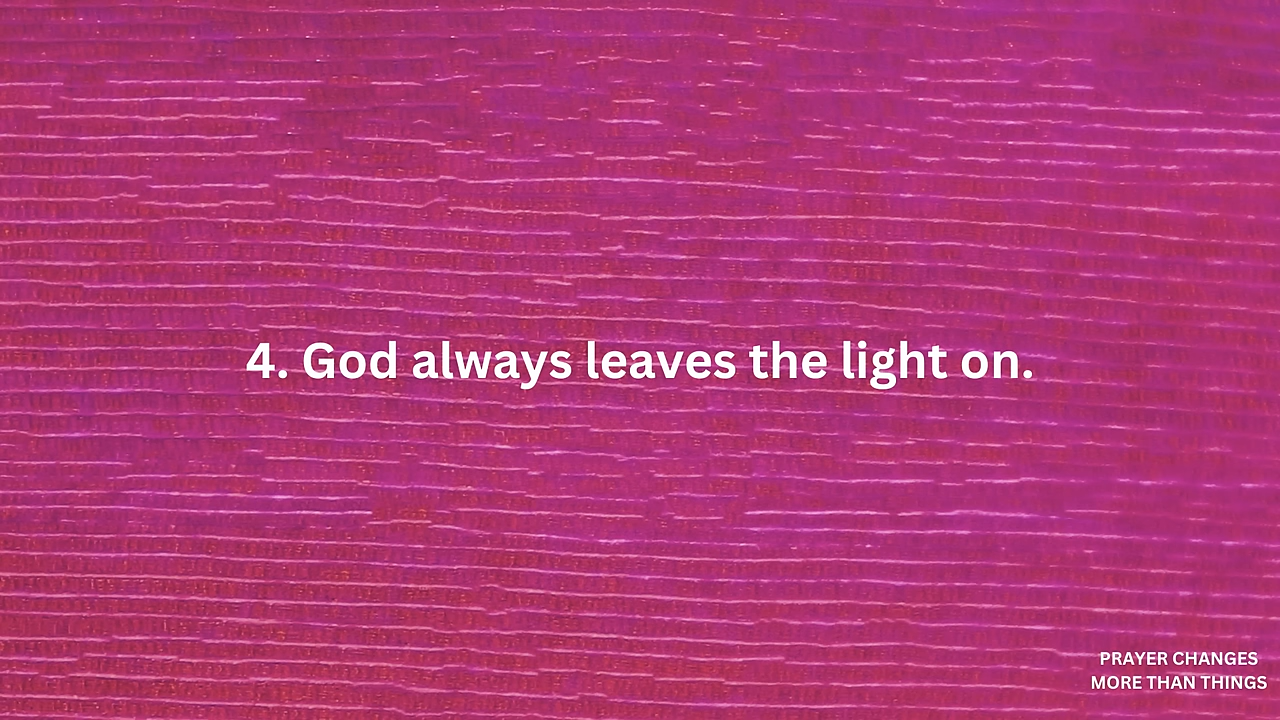 4. God always leaves the light on.
PRAYER CHANGES
MORE THAN THINGS